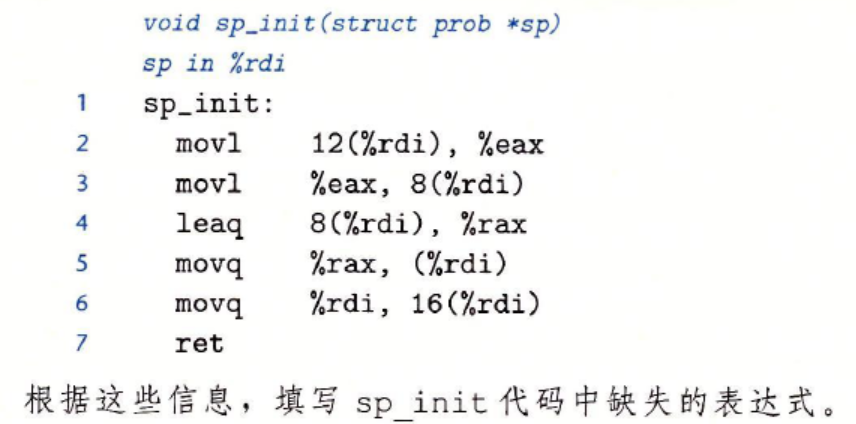 void sp_init(struct prob *sp)
sp in %rdi
1 sp_init:
2 movl 12(%rdi), %eax
3 movl %eax, 8(%rdi)
4 leaq 8(%rdi), %rax
5 movq %rax, (%rdi)
6 movq %rdi, 16(%rdi)
7 ret
根据这些信息，填写 sp_init 代码中缺失的表达式。